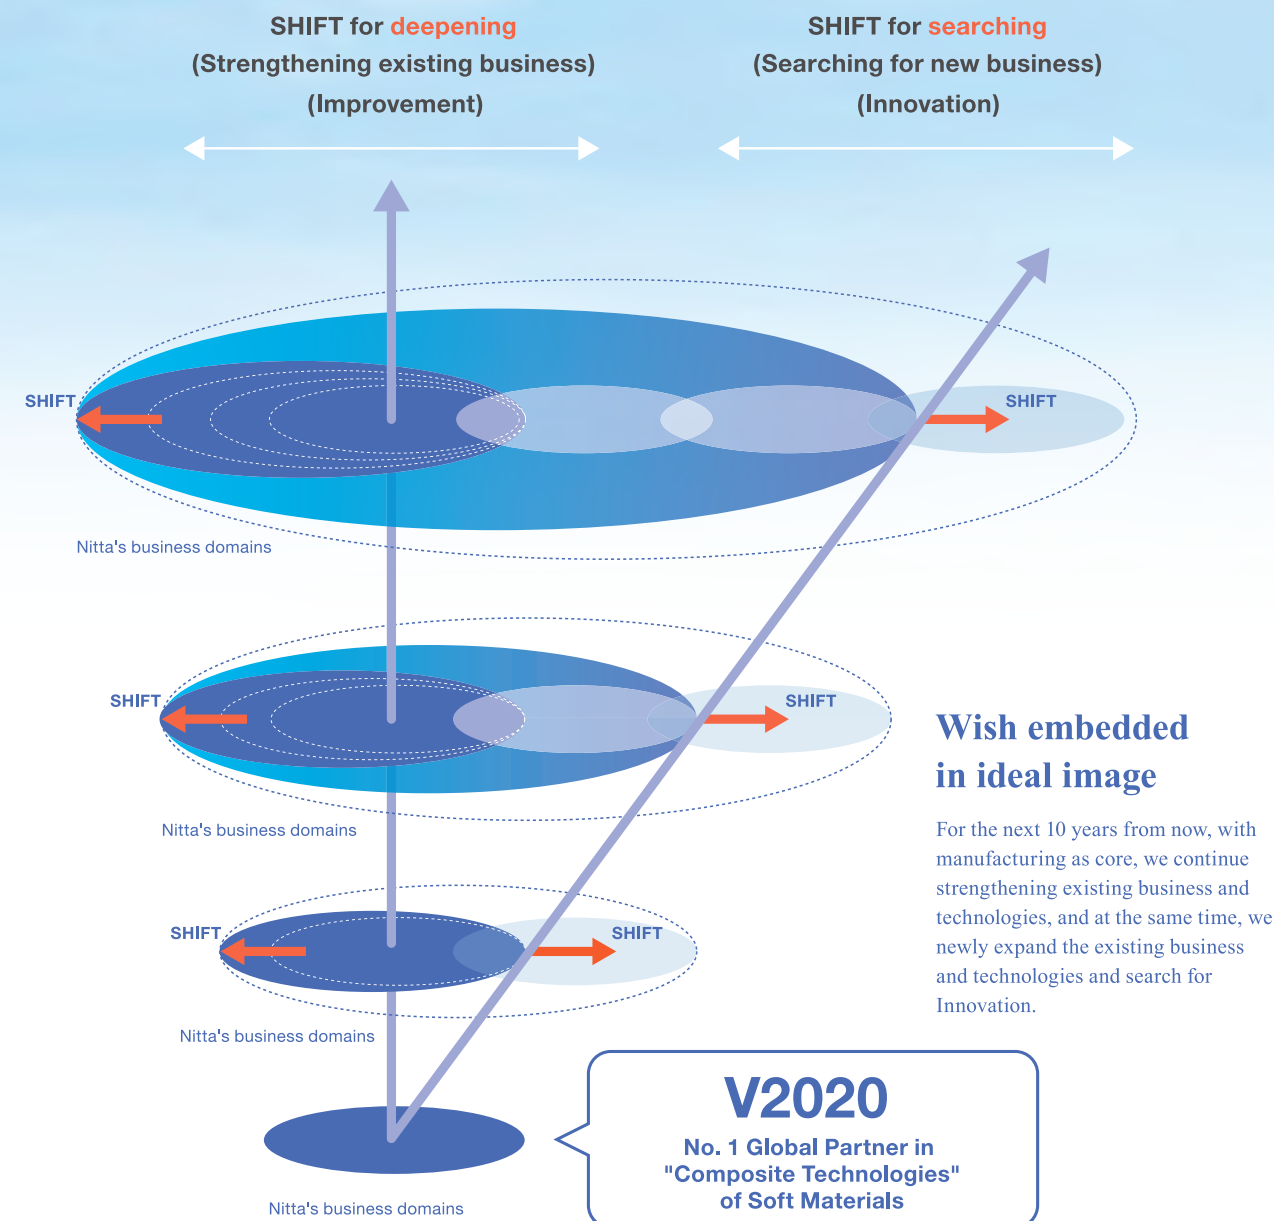 SHIFT for deepening
(Strengthening existing business)
(Improvement)
SHIFT for searching
(Searching for new business)
(Innovation)
SHIFT
SHIFT
Nitta's business domains
SHIFT
SHIFT
Nitta's business domains
Wish embedded
in ideal image
For the next 10 years from now, with
manufacturing as core, we continue
strengthening existing business and
technologies, and at the same time, we
newly expand the existing business
and technologies and search for
Innovation.
SHIFT
SHIFT
Nitta's business domains
V2020
No. 1 Global Partner in
"Composite Technologies"
of Soft Materials
Nitta's business domains